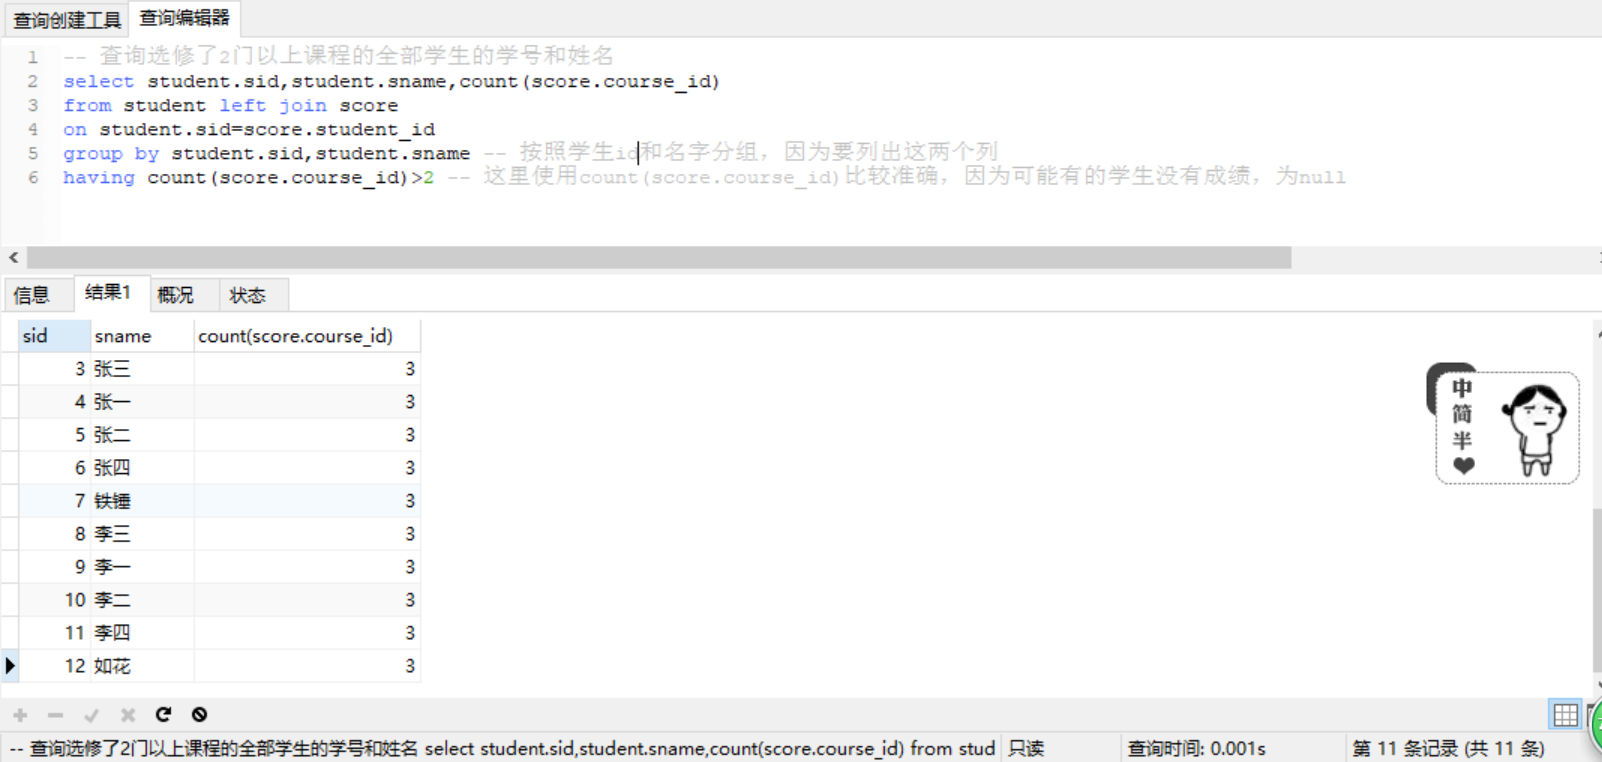 查询创建工具 查询编辑器
1 -- 查询选修了2门以上课程的全部学生的学号和姓名
2 select student.sid,student.sname,count(score.course_id)
3 from student left join score
4 on student.sid=score.student_id
5 group by student.sid,student.sname -- 按照学生id和名字分组，因为要列出这两个列
6 having count(score.course_id)>2 -- 这里使用count(score.course_id)比较准确，因为可能有的学生没有成绩，为null
信息 结果1 概况 状态
sid sname count(score.course_id)
3 张三 3
4 张一 3
5 张二 3
6 张四 3
7 铁锤 3
8 李三 3
9 李一 3
10 李二 3
11 李四 3
12 如花 3
中
简
半
-- 查询选修了2门以上课程的全部学生的学号和姓名 select student.sid,student.sname,count(score.course_id) from stud 只读 查询时间: 0.001s 第 11 条记录 (共 11 条)